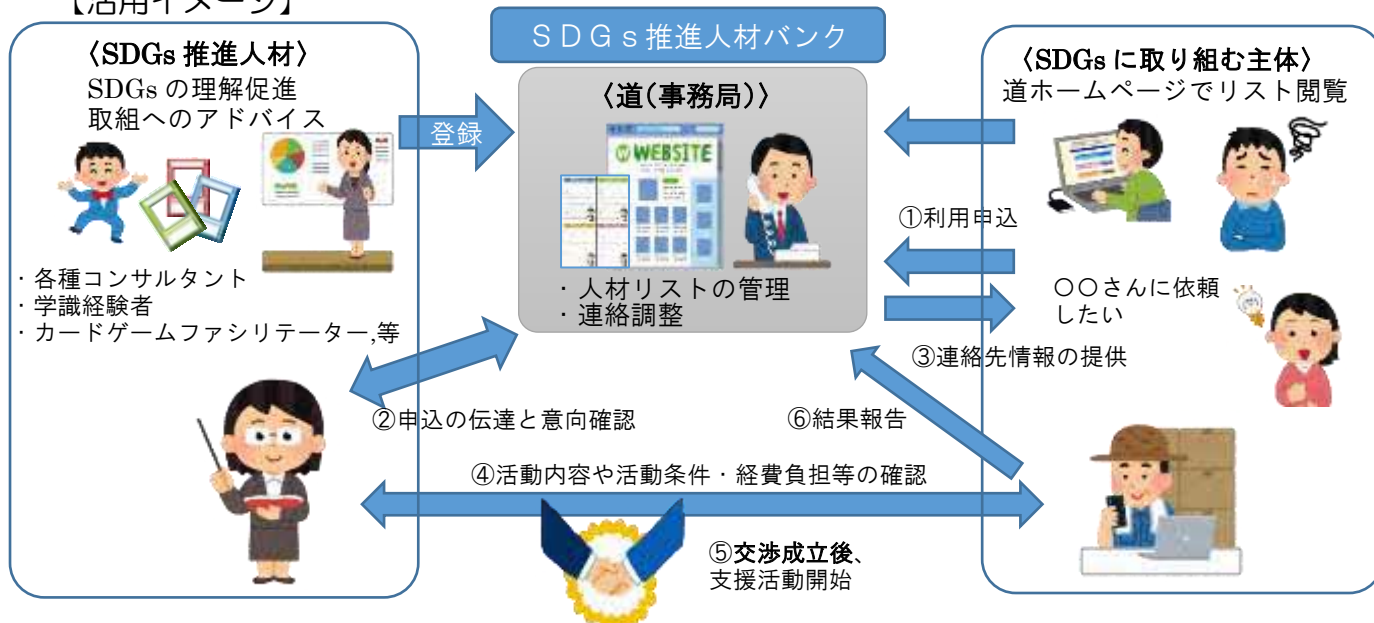 【活用イメージ】
〈SDGs 推進人材〉
SDGs の理解促進
取組へのアドバイス
・各種コンサルタント
・学識経験者
・カードゲームファシリテーター,等
登録
ＳＤＧｓ推進人材バンク
〈道(事務局)〉
WEBSITE
・人材リストの管理
・連絡調整
〈SDGs に取り組む主体〉
道ホームページでリスト閲覧
①利用申込
〇〇さんに依頼
したい
③連絡先情報の提供
②申込の伝達と意向確認
⑥結果報告
④活動内容や活動条件・経費負担等の確認
⑤交渉成立後、
支援活動開始